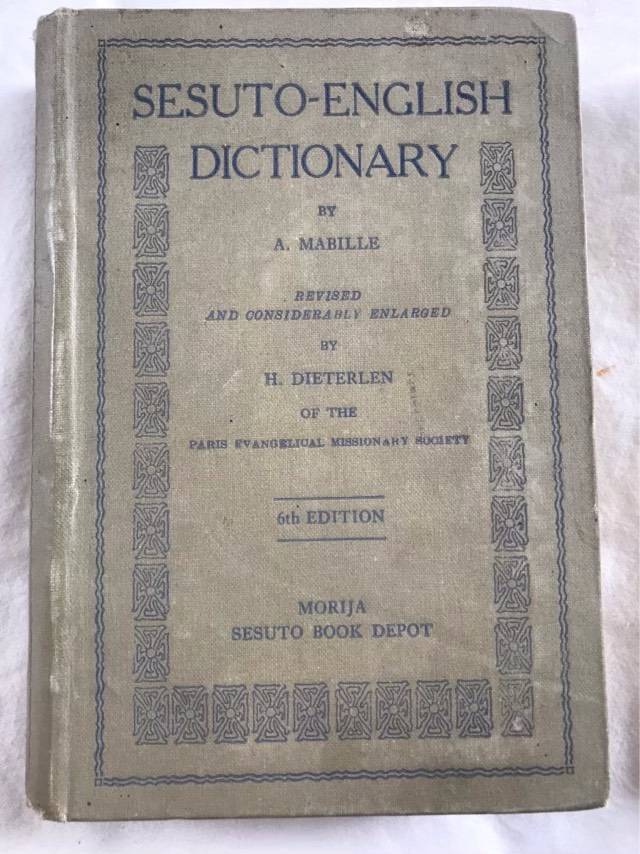 SESUTO-ENGLISH
DICTIONARY
BY
A. MABILLE
REVISED
AND CONSIDERABLY ENLARGED
BY
H. DIETERLEN
OF THE
PARIS EVANGELICAL MISSIONARY SOCIETY
6th EDITION
MORIJA
SESUTO BOOK DEPOT